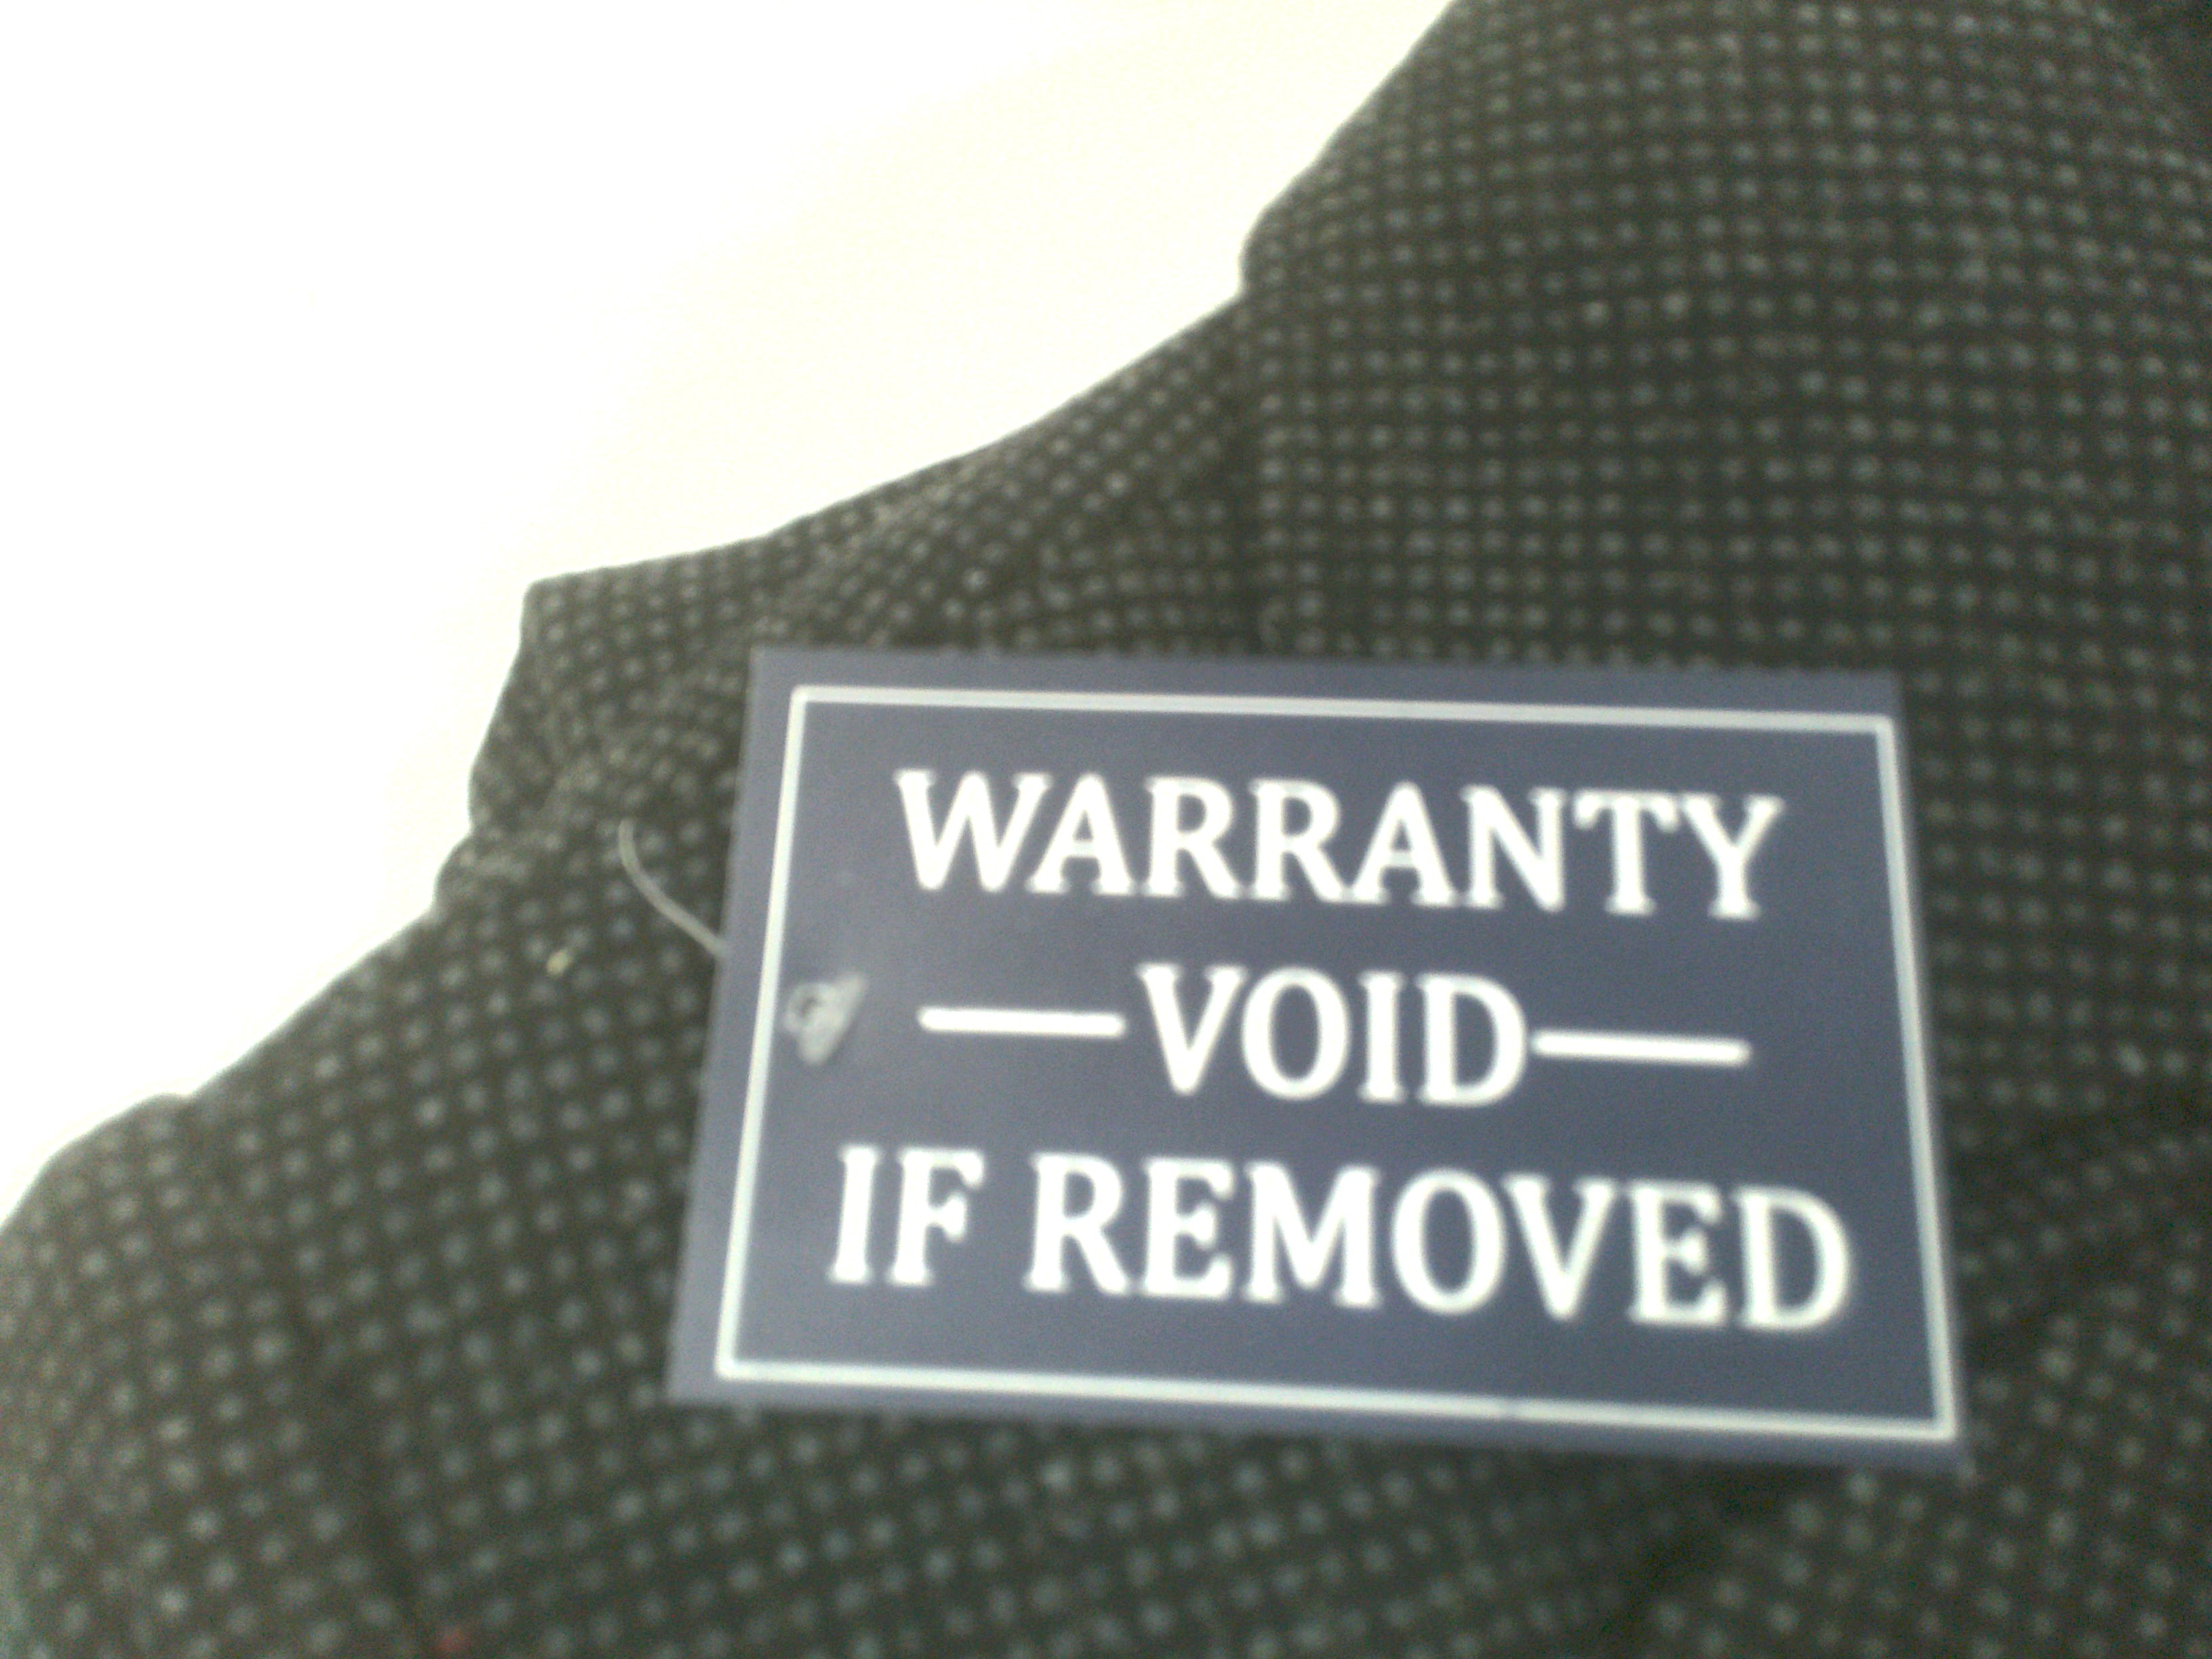 WARRANTY
—VOID—
IF REMOVED